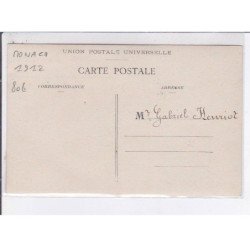 MONACO
1912
806
UNION POSTALE UNIVERSELLE
CARTE POSTALE
CORRESPONDANCE
ADRESSE
Mr Gabriel Henriot